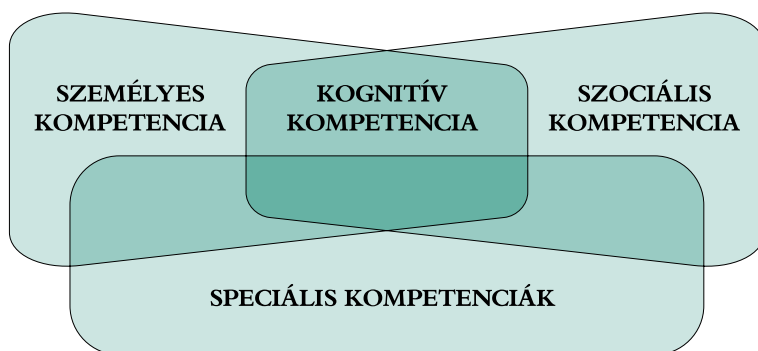 SZEMÉLYES
KOMPETENCIA
KOGNITÍV
KOMPETENCIA
SZOCIÁLIS
KOMPETENCIA
SPECIÁLIS KOMPETENCIÁK